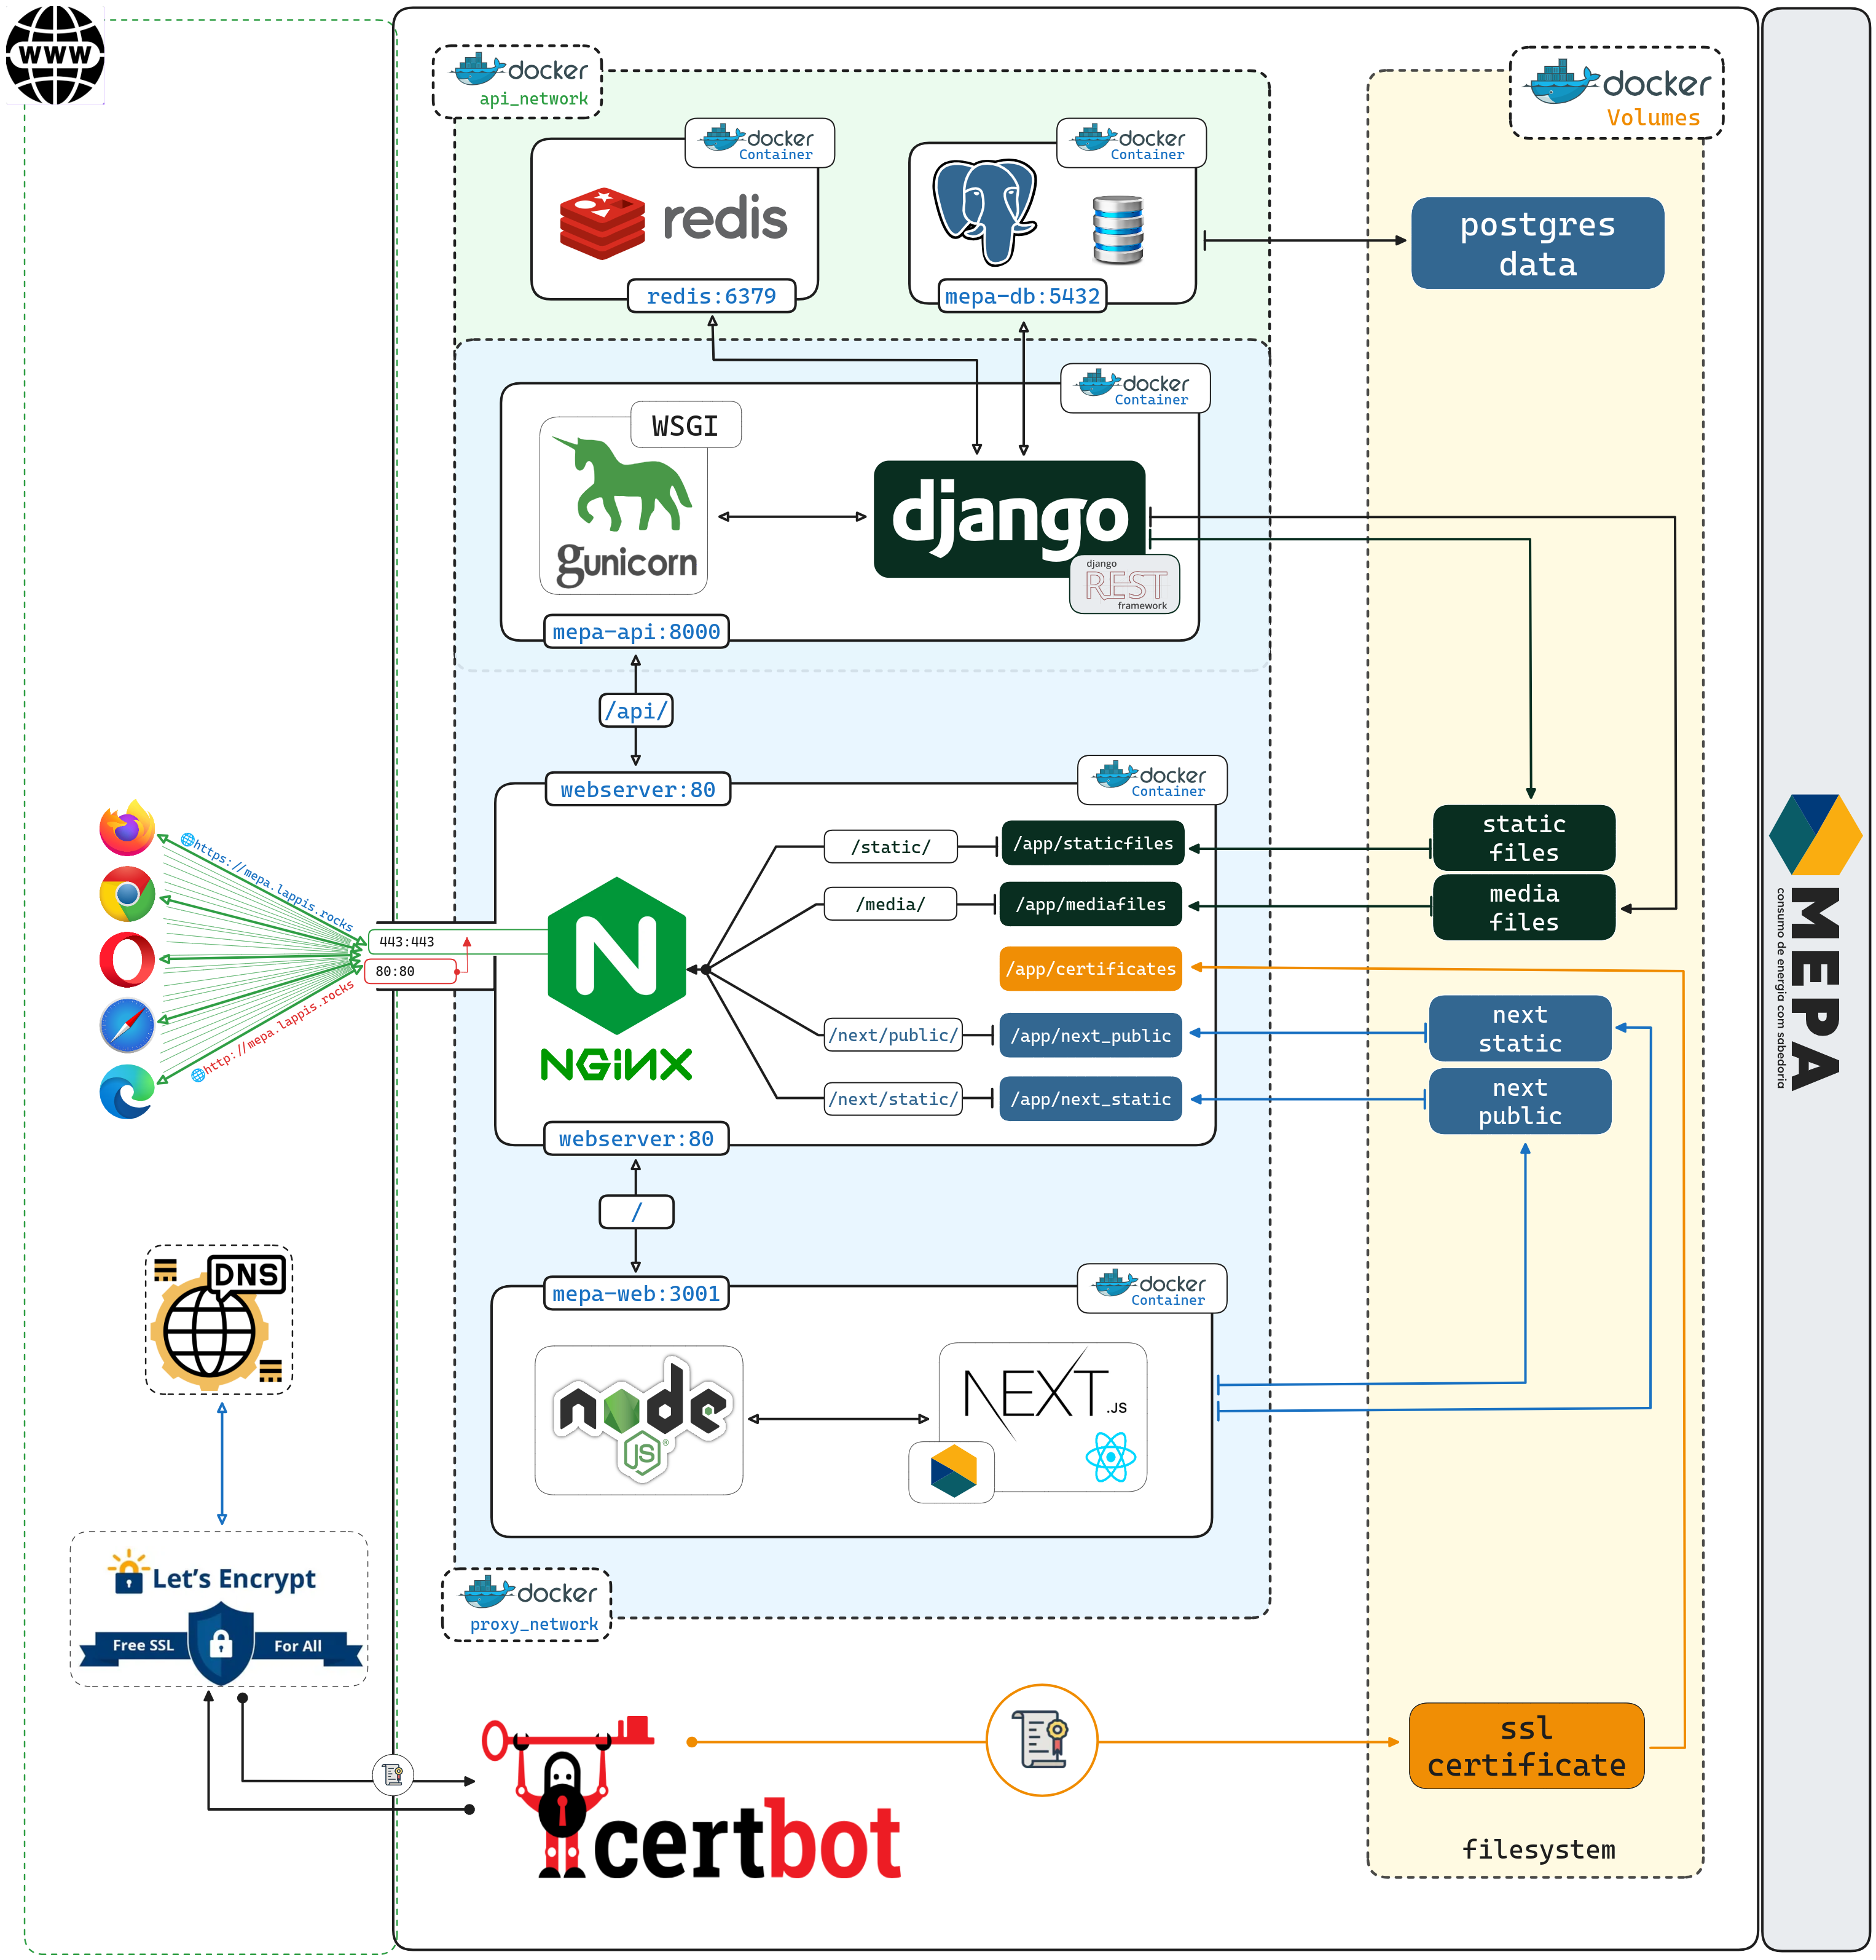 WWW
docker
api_network
docker
Volumes
docker
Container
redis
redis:6379
docker
Container
mepa-db:5432
postgres
data
docker
Container
WSGI
gunicorn
django
django
REST
framework
mepa-api:8000
/api/
webserver:80
docker
Container
/static/
/app/staticfiles
/media/
/app/mediafiles
/app/certificates
/next/public/
/app/next_public
/next/static/
/app/next_static
NGINX
webserver:80
static
files
media
files
next
static
next
public
🌐https://mepa.lappis.rocks
443:443
80:80
🌐http://mepa.lappis.rocks
MEPA
consumo de energia com sabedoria
/
mepa-web:3001
docker
Container
node
JS
®
NEXT
.JS
docker
proxy_network
DNS
Let's Encrypt
Free SSL
For All
certbot
ssl
certificate
filesystem